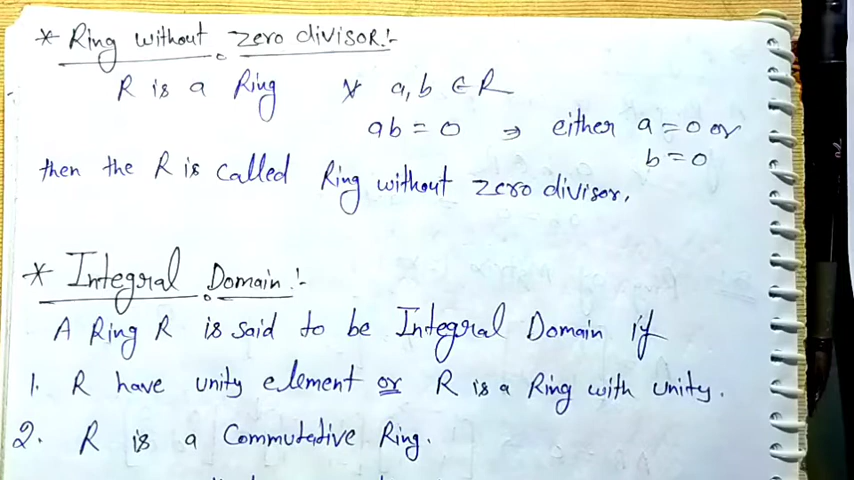 * Ring without zero divisor:-
R is a Ring ∀ a, b ∈ R
ab = 0 ⇒ either a = 0 or
b = 0
then the R is called Ring without zero divisor.
* Integral Domain:-
A Ring R is said to be Integral Domain if
1. R have unity element or R is a Ring with unity.
2. R is a Commutative Ring.